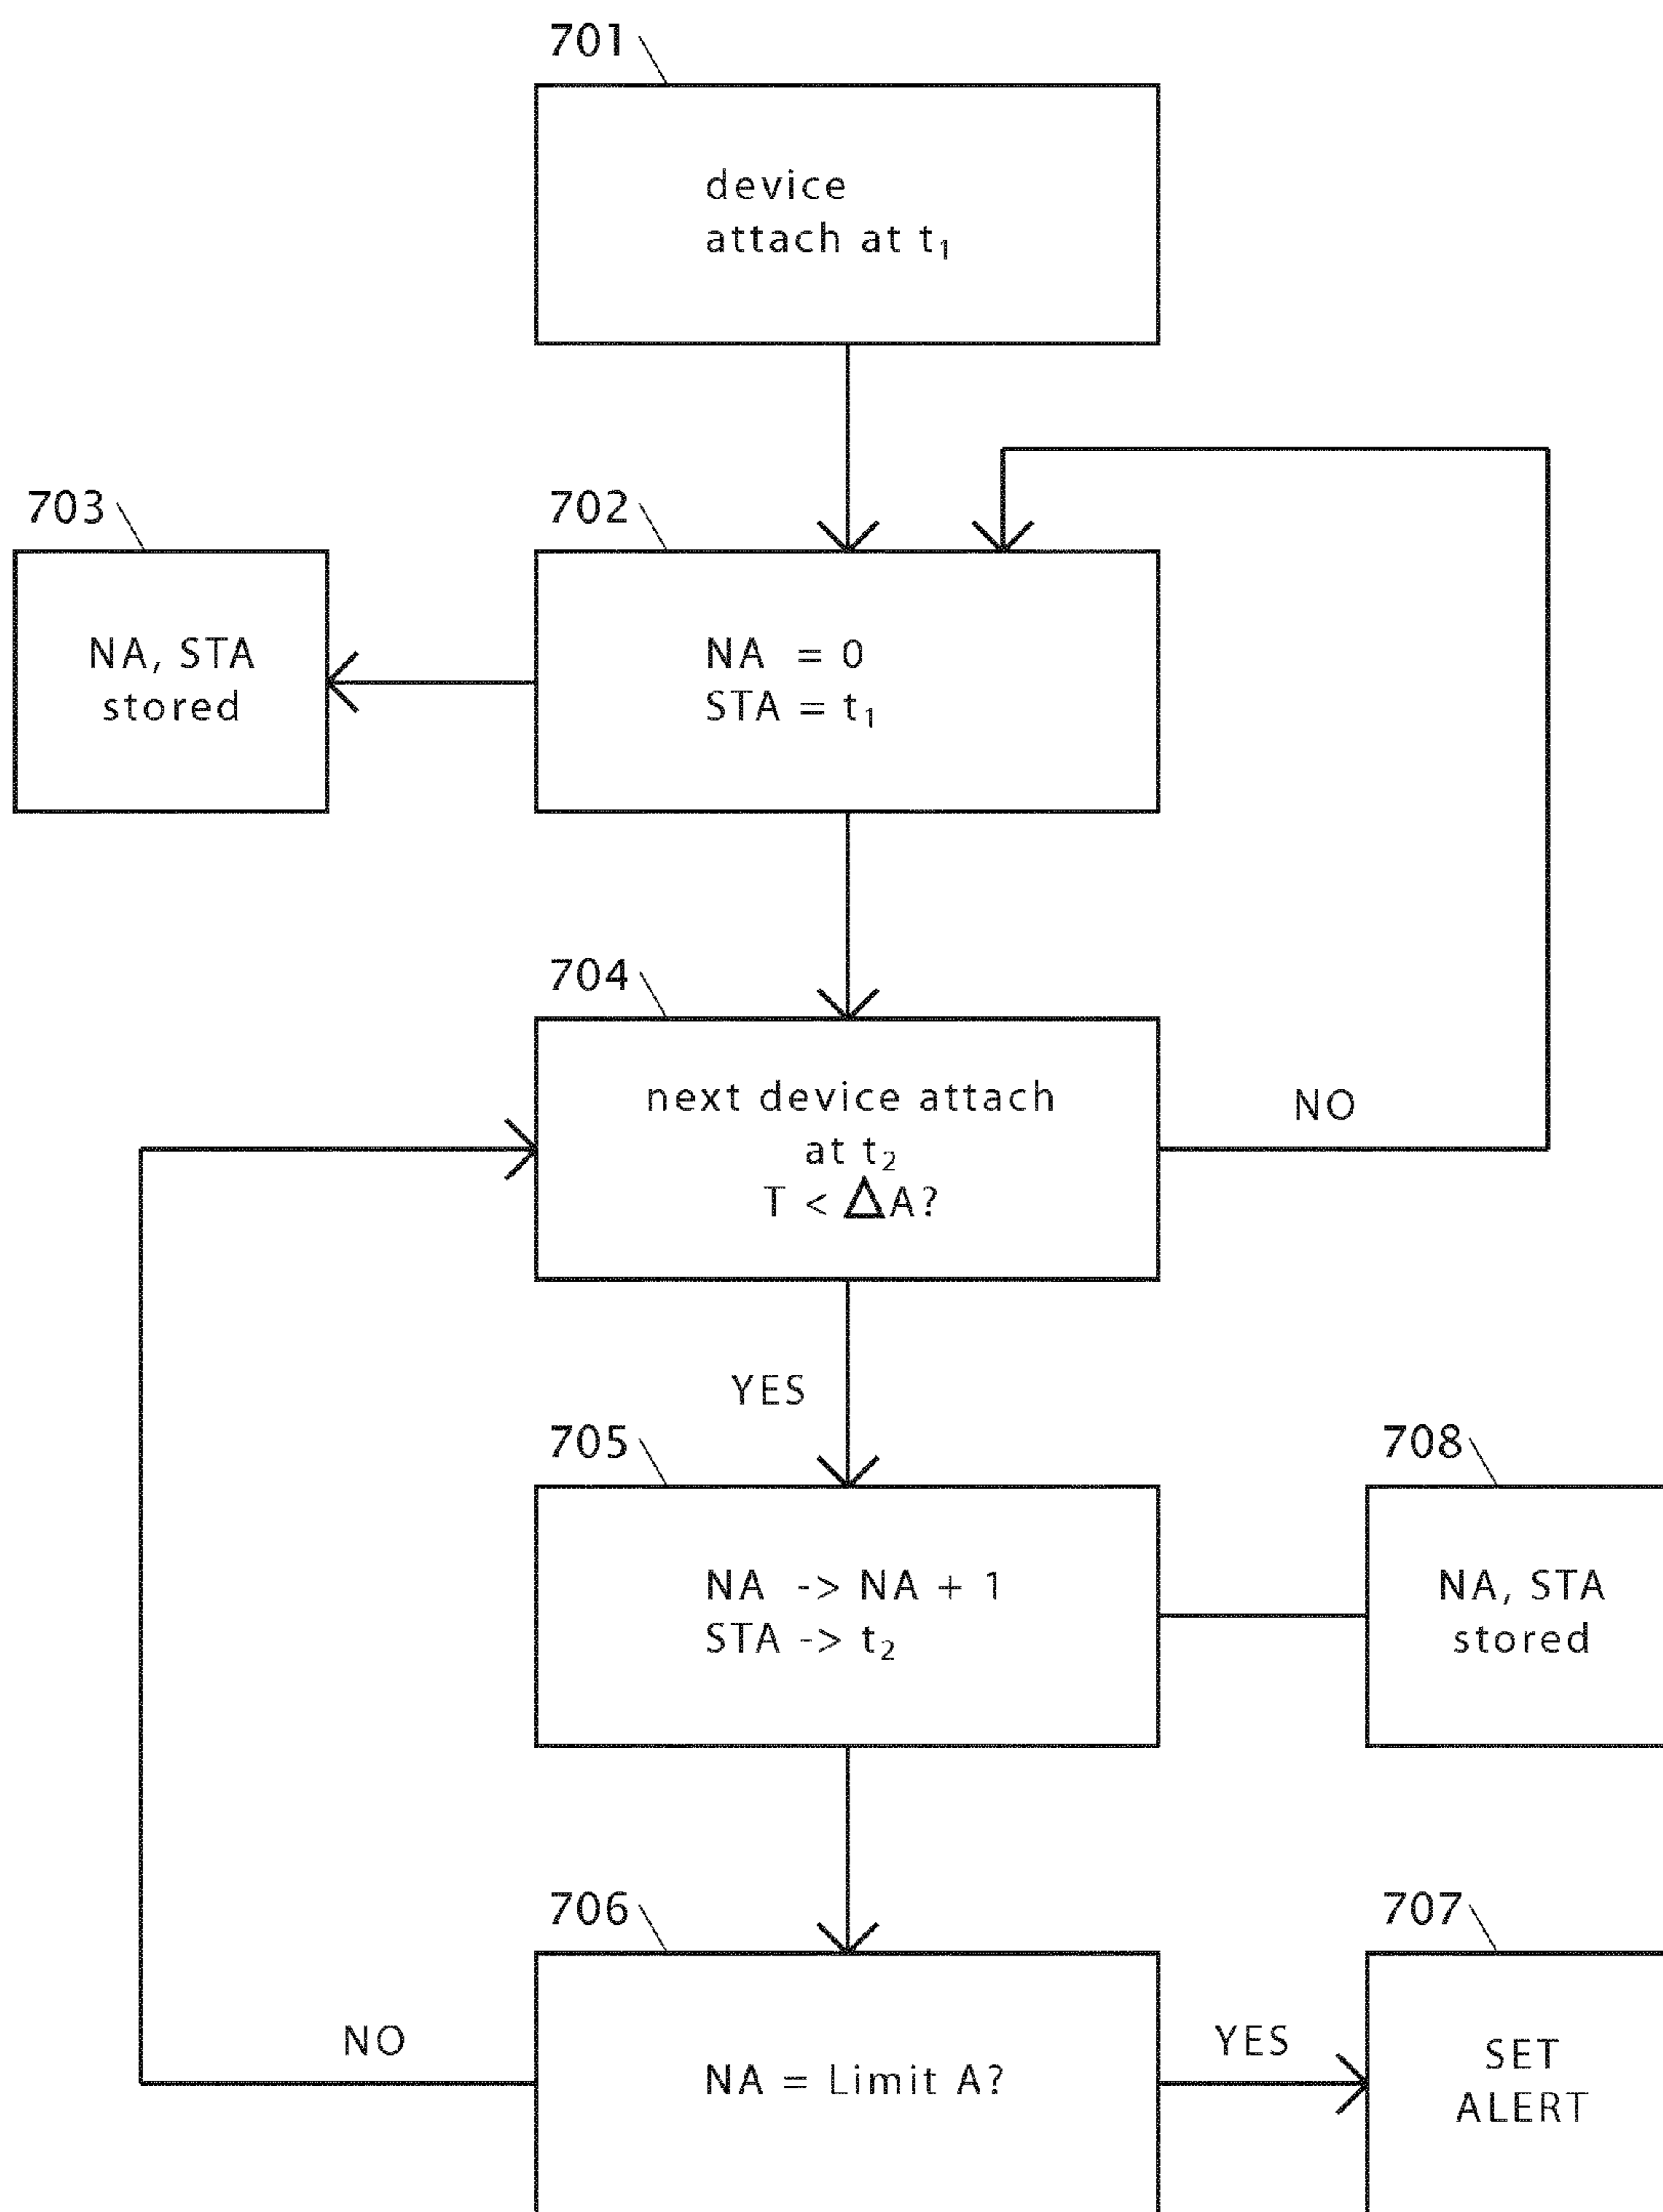 701
device
attach at t₁
703
702
NA, STA
stored
NA = 0
STA = t₁
704
next device attach
at t₂
T < ΔA?
NO
YES
705
708
NA -> NA + 1
STA -> t₂
NA, STA
stored
706
707
NO
NA = Limit A?
YES
SET
ALERT